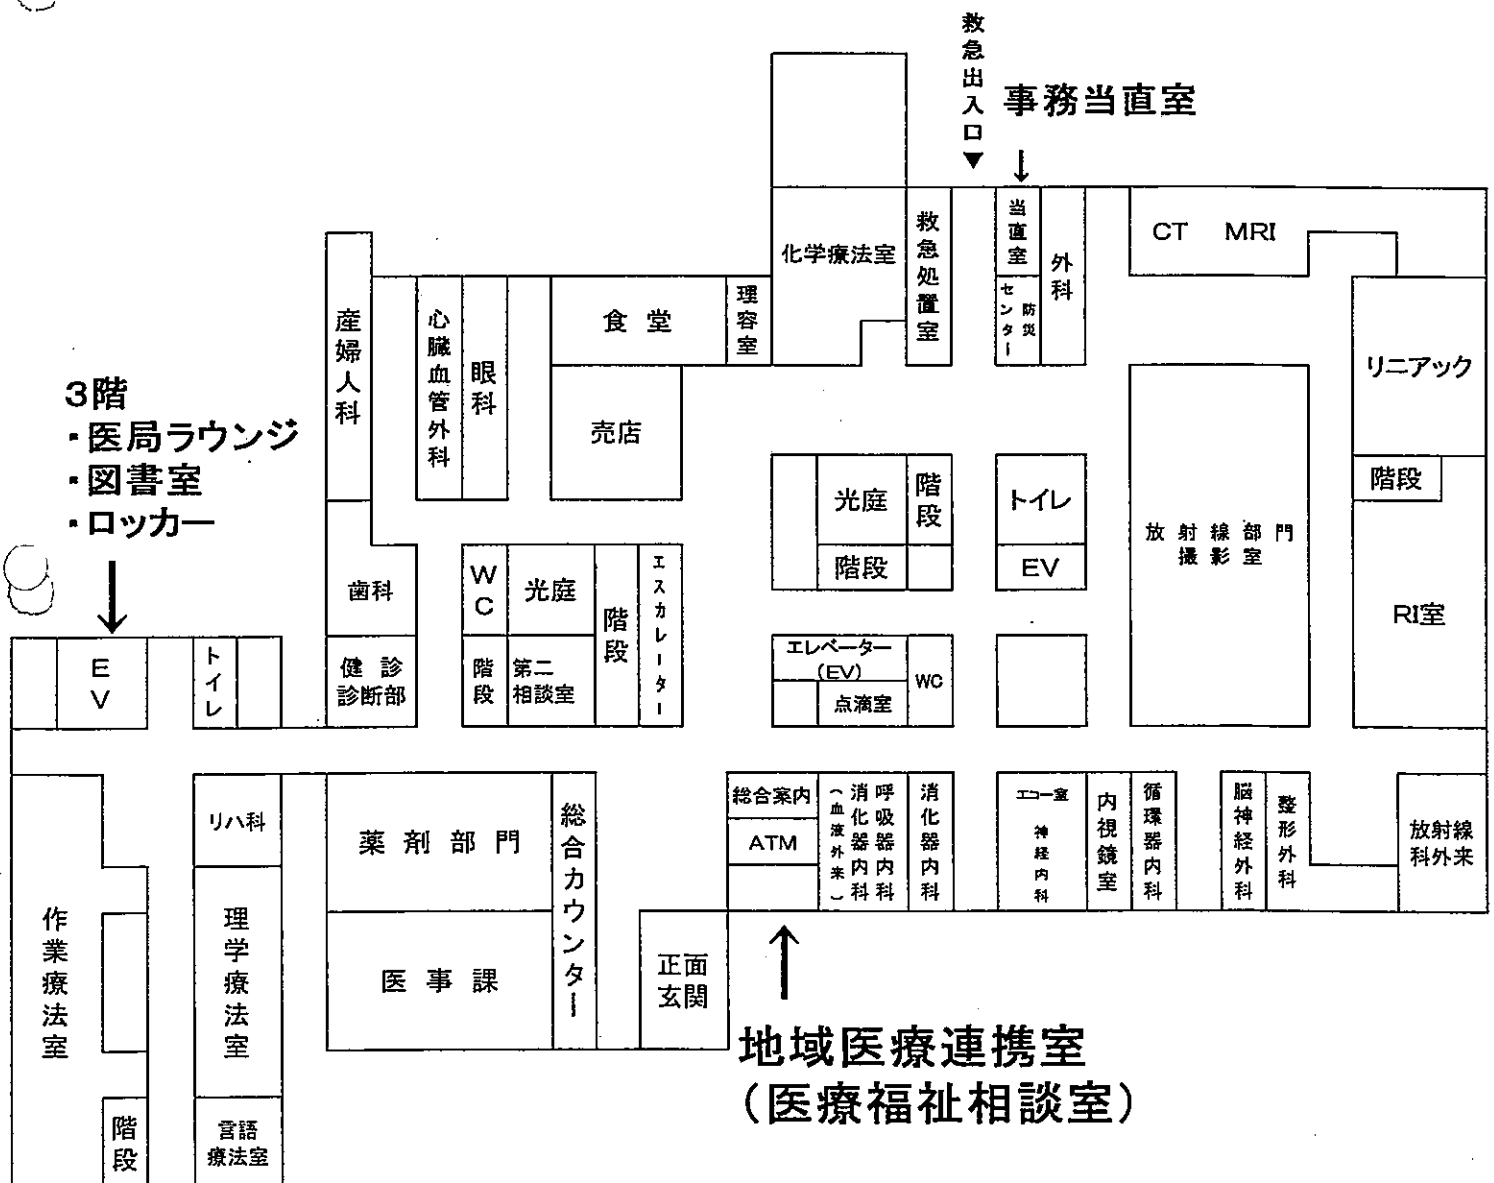 救急出入口
▼
事務当直室
↓
化学療法室
救急処置室
当直室
防災センター
外科
CT MRI
産婦人科
心臓血管外科
眼科
食堂
理容室
売店
リニアック
階段
3階
・医局ラウンジ
・図書室
・ロッカー
光庭
階段
階段
トイレ
EV
放射線部門
撮影室
RI室
歯科
WC
光庭
階段
エスカレーター
健診
診断部
階段
第二
相談室
エレベーター
(EV)
点滴室
WC
EV
トイレ
リハ科
薬剤部門
総合カウンター
総合案内
ATM
呼吸器内科
消化器内科
(血液外来)
消化器内科
エコー室
神経内科
内視鏡室
循環器内科
脳神経外科
整形外科
放射線
科外来
作業療法室
理学療法室
医事課
正面
玄関
地域医療連携室
(医療福祉相談室)
階段
言語
療法室